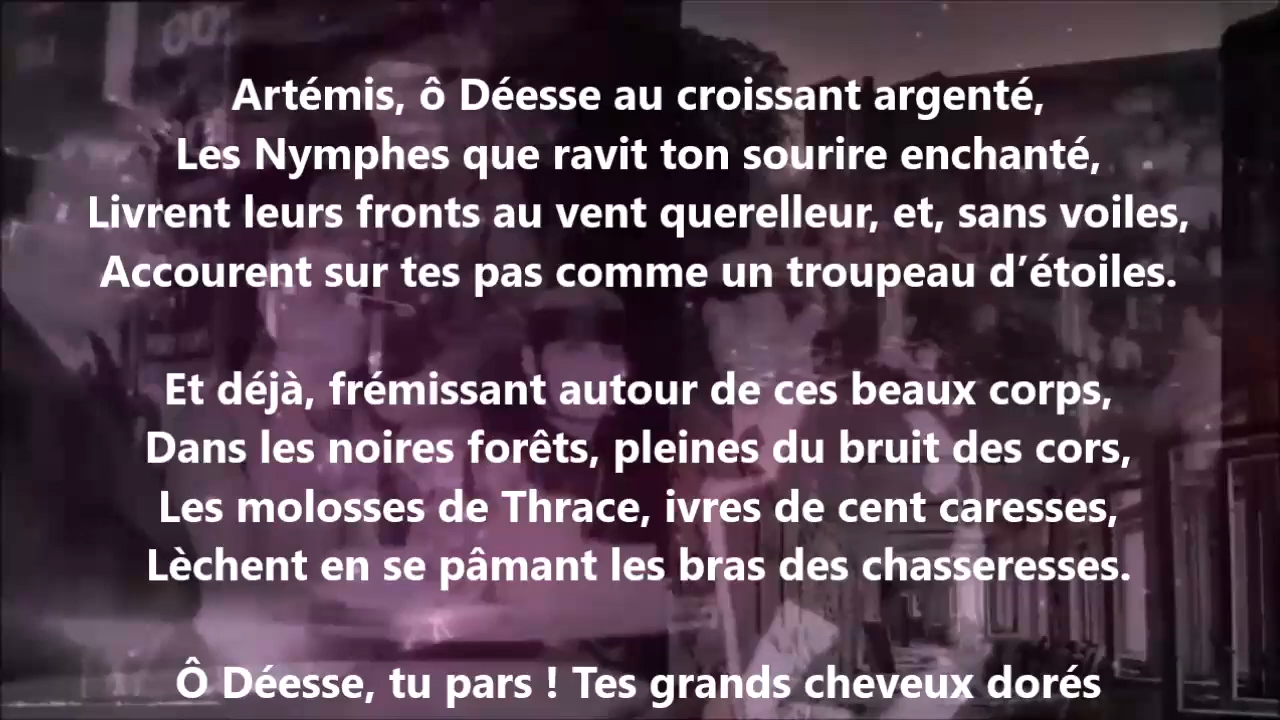 Artémis, ô Déesse au croissant argenté,
Les Nymphes que ravit ton sourire enchanté,
Livrent leurs fronts au vent querelleur, et, sans voiles,
Accourent sur tes pas comme un troupeau d’étoiles.
Et déjà, frémissant autour de ces beaux corps,
Dans les noires forêts, pleines du bruit des cors,
Les molosses de Thrace, ivres de cent caresses,
Lèchent en se pâmant les bras des chasseresses.
Ô Déesse, tu pars ! Tes grands cheveux dorés